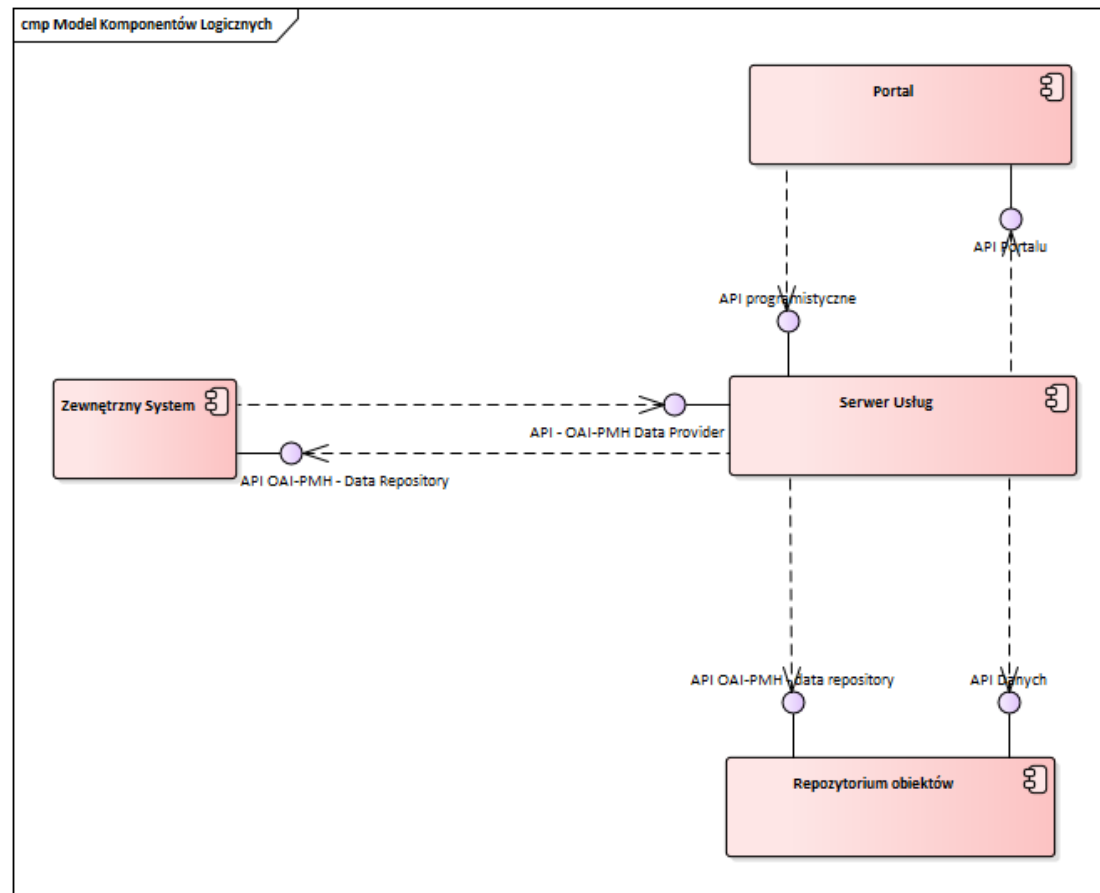 cmp Model Komponentów Logicznych
Portal
API Portalu
API programistyczne
Zewnętrzny System
Serwer Usług
API - OAI-PMH Data Provider
API OAI-PMH - Data Repository
API OAI-PMH - data repository
API Danych
Repozytorium obiektów